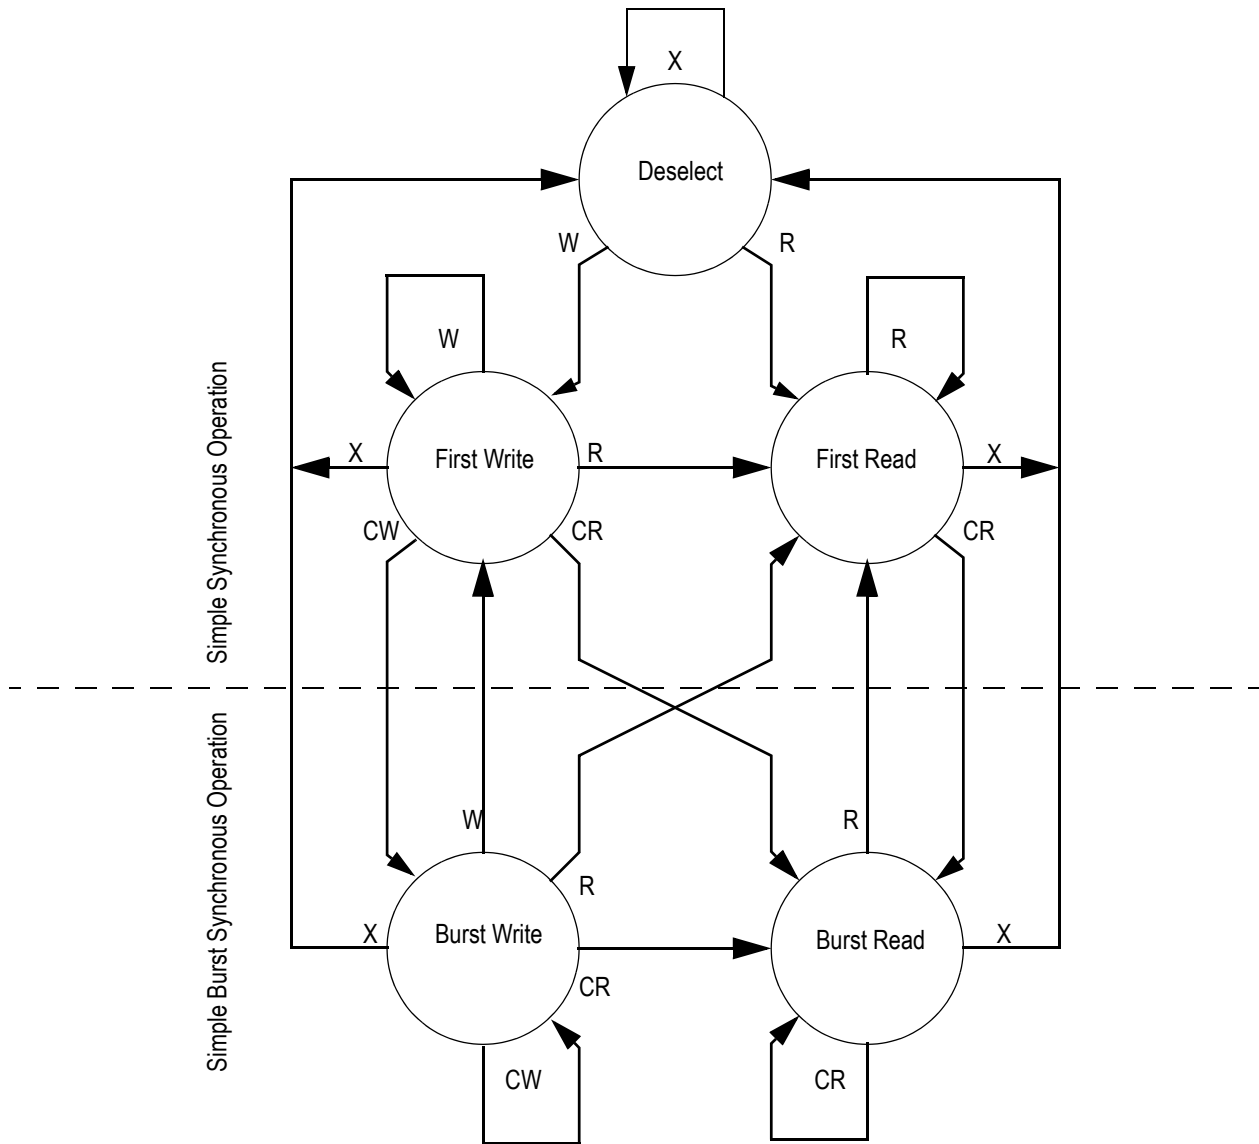 X
Deselect
W
R
W
R
Simple Synchronous Operation
X
First Write
R
First Read
X
CW
CR
CR
Simple Burst Synchronous Operation
W
R
R
X
Burst Write
Burst Read
X
CR
CW
CR